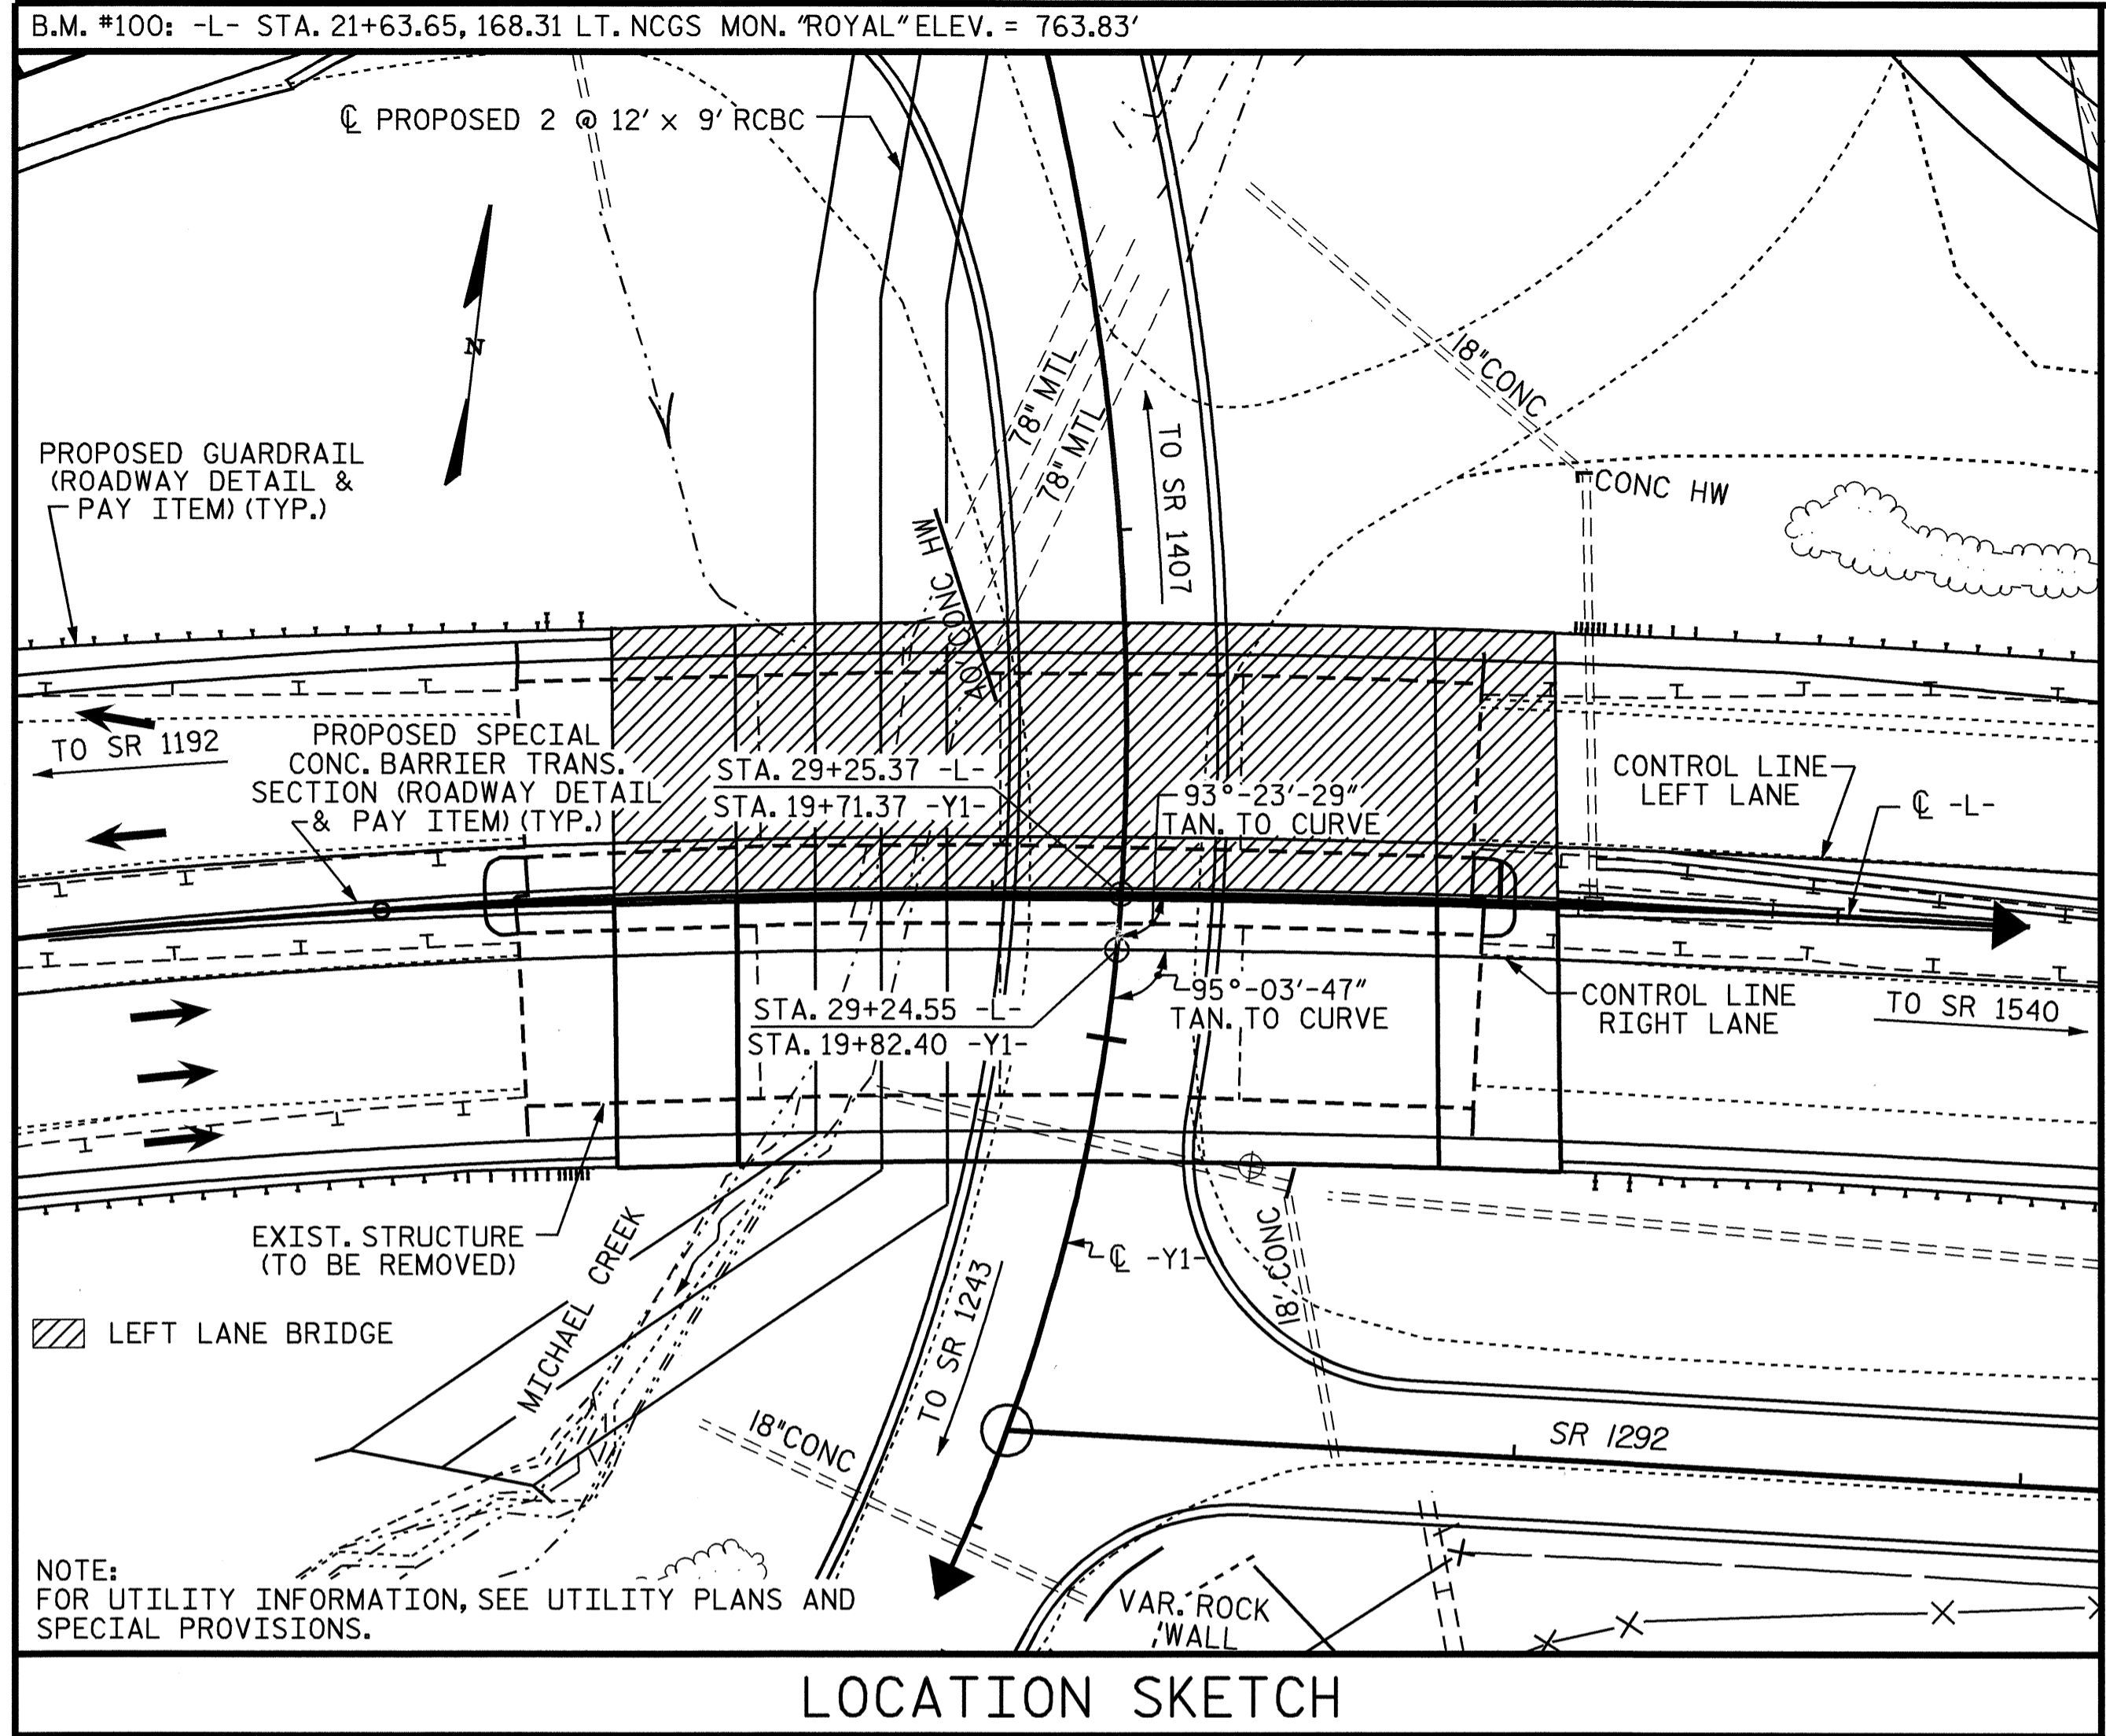 B.M. #100: -L- STA. 21+63.65, 168.31 LT. NCGS MON. "ROYAL" ELEV. = 763.83'
℄ PROPOSED 2 @ 12' x 9' RCBC
N
18"CONC
78" MTL
78" MTL
TO SR 1407
PROPOSED GUARDRAIL
(ROADWAY DETAIL &
PAY ITEM) (TYP.)
CONC HW
CONC HW
TO SR 1192
PROPOSED SPECIAL
CONC. BARRIER TRANS.
SECTION (ROADWAY DETAIL
& PAY ITEM) (TYP.)
STA. 29+25.37 -L-
STA. 19+71.37 -Y1-
93°-23'-29"
TAN. TO CURVE
CONTROL LINE
LEFT LANE
℄ -L-
STA. 29+24.55 -L-
STA. 19+82.40 -Y1-
95°-03'-47"
TAN. TO CURVE
CONTROL LINE
RIGHT LANE
TO SR 1540
EXIST. STRUCTURE
(TO BE REMOVED)
MICHAEL CREEK
℄ -Y1-
18' CONC
TO SR 1243
LEFT LANE BRIDGE
18"CONC
SR 1292
NOTE:
FOR UTILITY INFORMATION, SEE UTILITY PLANS AND
SPECIAL PROVISIONS.
VAR. ROCK
WALL
LOCATION SKETCH